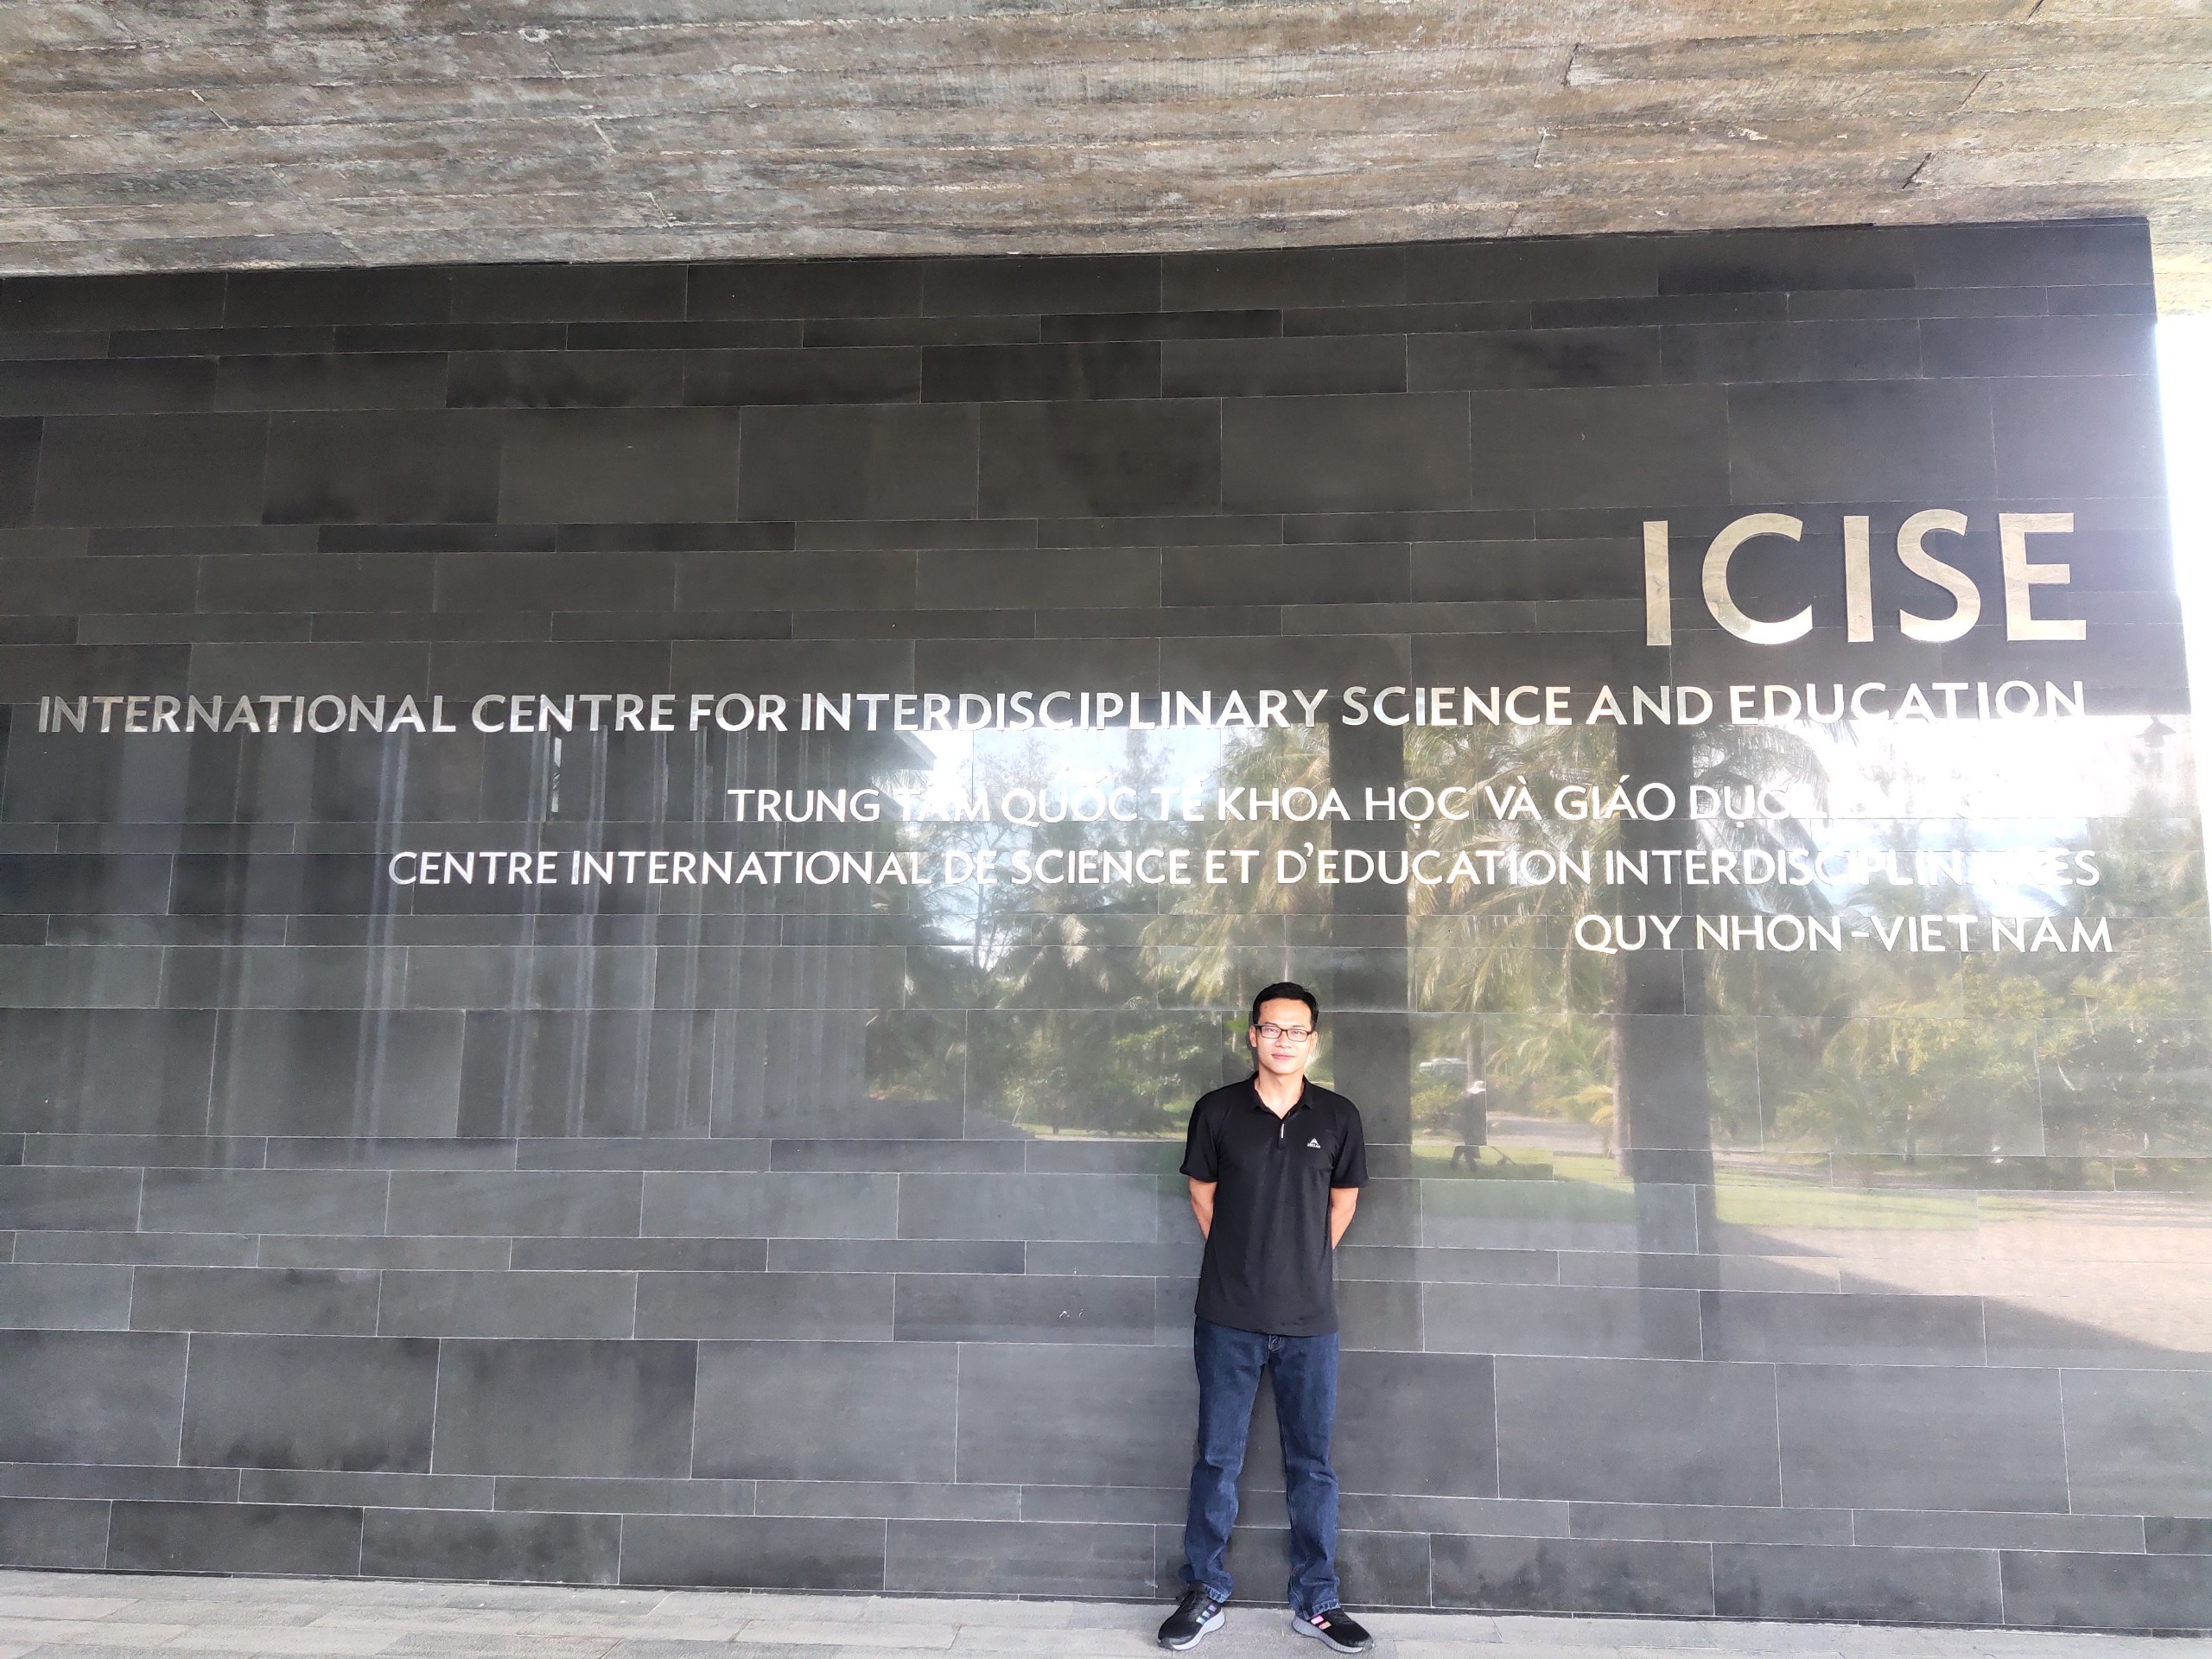 ICISE
INTERNATIONAL CENTRE FOR INTERDISCIPLINARY SCIENCE AND EDUCATION
TRUNG TÂM QUỐC TẾ KHOA HỌC VÀ GIÁO DỤC
CENTRE INTERNATIONAL DE SCIENCE ET D'EDUCATION INTERDISCIPLINAIRES
QUY NHON-VIET NAM